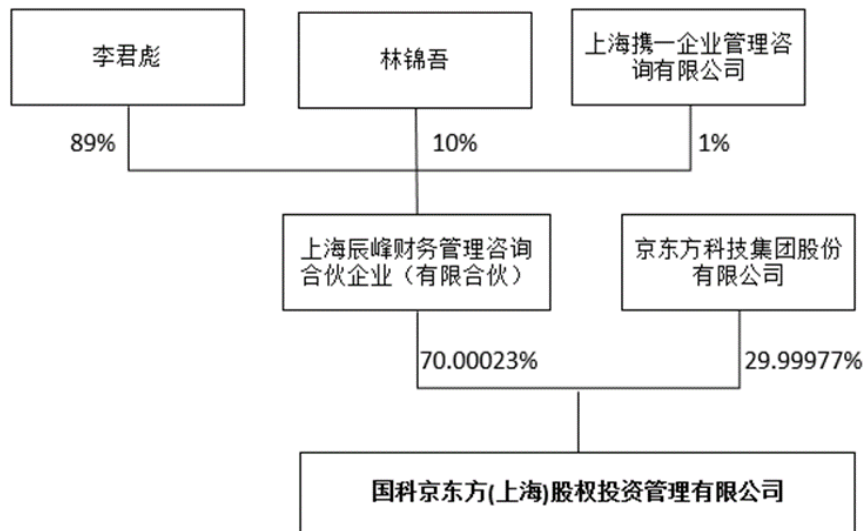 李君彪
林锦吾
上海携一企业管理咨
询有限公司
89%
10%
1%
上海辰峰财务管理咨询
合伙企业（有限合伙）
京东方科技集团股份
有限公司
70.00023%
29.99977%
国科京东方(上海)股权投资管理有限公司